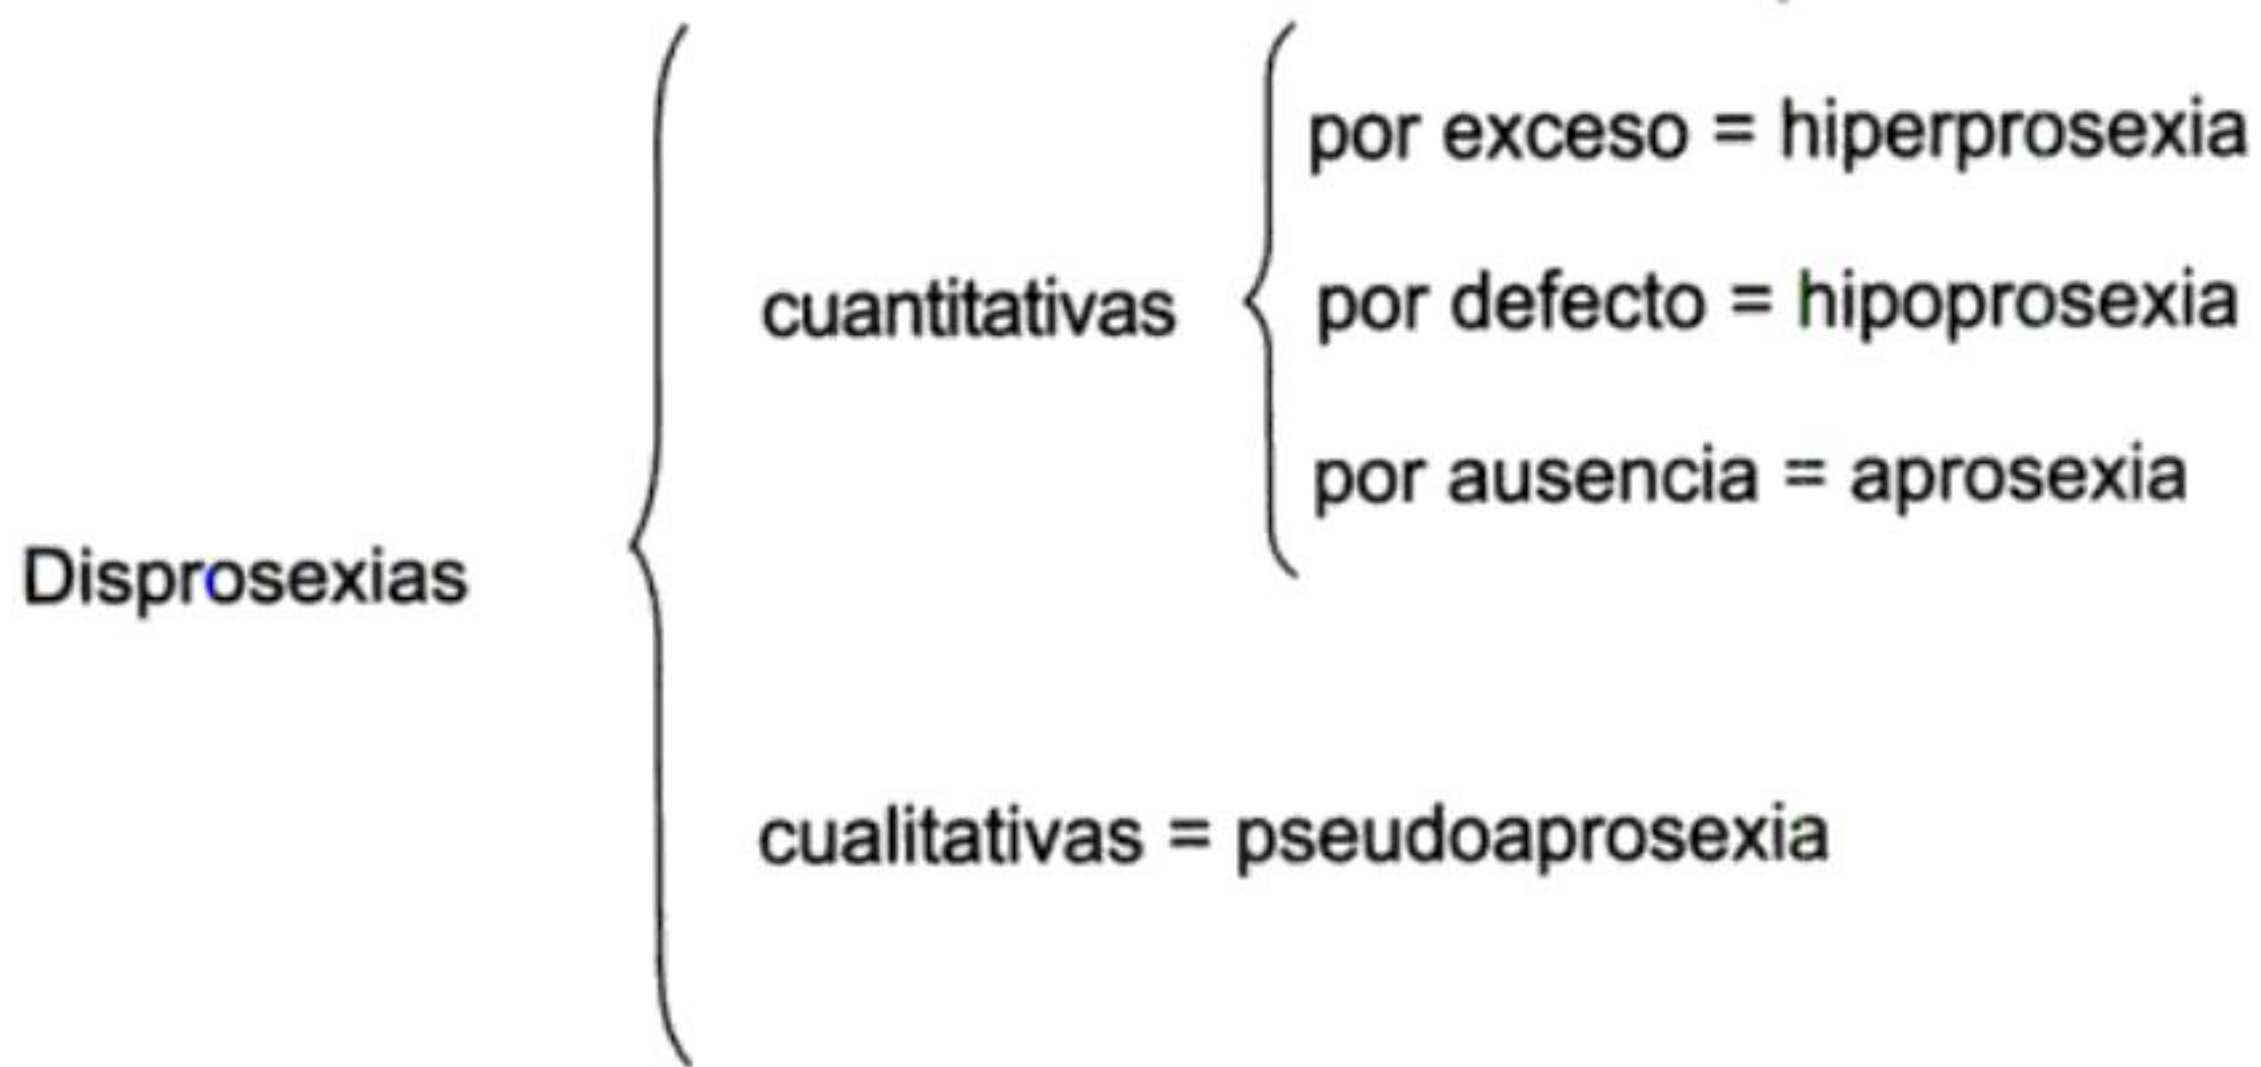 por exceso = hiperprosexia
cuantitativas
por defecto = hipoprosexia
por ausencia = aprosexia
Disprosexias
cualitativas = pseudoaprosexia